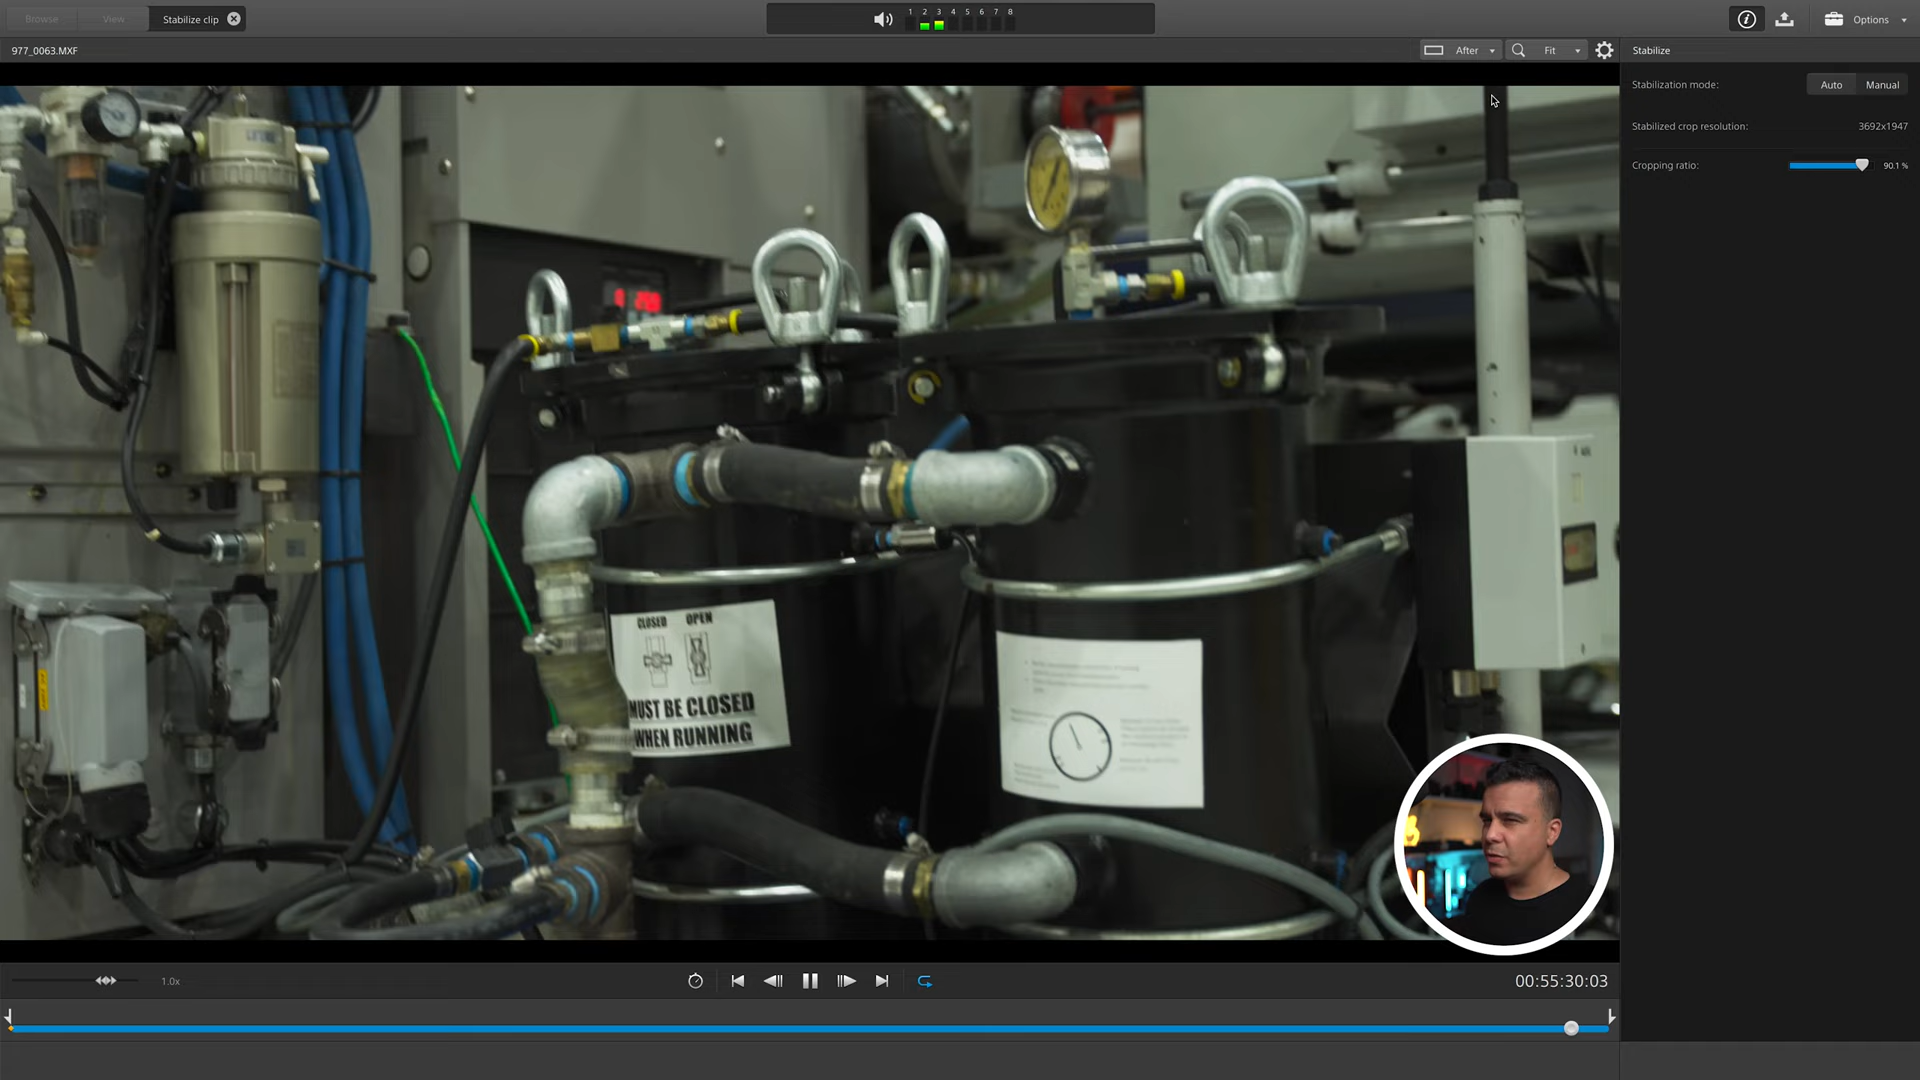 Browse
View
Stabilize clip
1 2 3 4 5 6 7 8
Options
977_0063.MXF
After
Fit
Stabilize
Stabilization mode:
Auto
Manual
Stabilized crop resolution:
3692x1947
Cropping ratio:
90.1 %
CLOSED OPEN
MUST BE CLOSED
WHEN RUNNING
1.0x
00:55:30:03